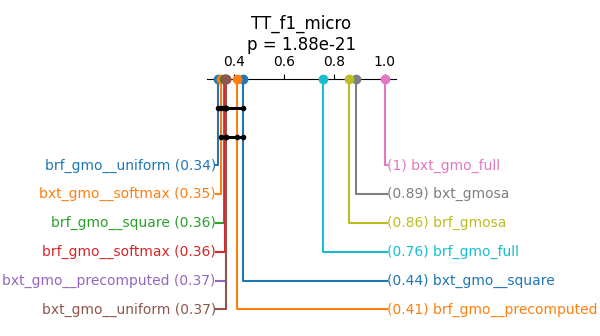 TT_f1_micro
p = 1.88e-21
0.4 0.6 0.8 1.0
brf_gmo__uniform (0.34) (1) bxt_gmo_full
bxt_gmo__softmax (0.35) (0.89) bxt_gmosa
brf_gmo__square (0.36) (0.86) brf_gmosa
brf_gmo__softmax (0.36) (0.76) brf_gmo_full
bxt_gmo__precomputed (0.37) (0.44) bxt_gmo__square
bxt_gmo__uniform (0.37) (0.41) brf_gmo__precomputed